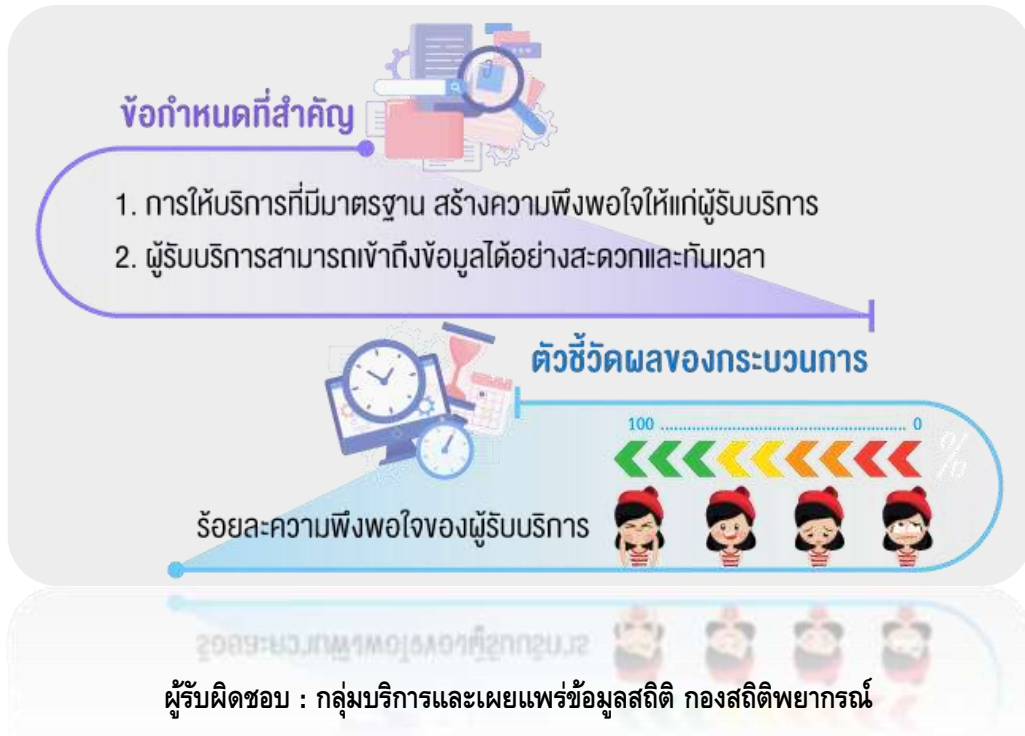 ข้อกำหนดที่สำคัญ
1. การให้บริการที่มีมาตรฐาน สร้างความพึงพอใจให้แก่ผู้รับบริการ
2. ผู้รับบริการสามารถเข้าถึงข้อมูลได้อย่างสะดวกและทันเวลา
ตัวชี้วัดผลของกระบวนการ
100 ........................................................ 0
%
ร้อยละความพึงพอใจของผู้รับบริการ
ผู้รับผิดชอบ : กลุ่มบริการและเผยแพร่ข้อมูลสถิติ กองสถิติพยากรณ์